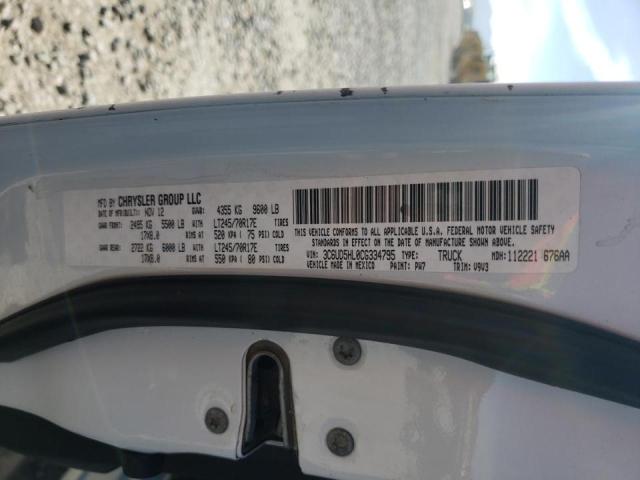 MFD BY CHRYSLER GROUP LLC
DATE OF MFR(BUILT): NOV 12 GVWR: 4355 KG 9600 LB
GAWR FRONT: 2495 KG 5500 LB WITH LT245/70R17E TIRES
17X8.0 RIMS AT 520 KPA ( 75 PSI) COLD
GAWR REAR: 2722 KG 6000 LB WITH LT245/70R17E TIRES
17X8.0 RIMS AT 550 KPA ( 80 PSI) COLD
THIS VEHICLE CONFORMS TO ALL APPLICABLE U.S.A. FEDERAL MOTOR VEHICLE
SAFETY STANDARDS IN EFFECT ON THE DATE OF MANUFACTURE SHOWN ABOVE.
VIN: 3C6UD5HL0CG334795 TYPE: TRUCK MDH: 112221 676AA
VEHICLE MADE IN MEXICO PAINT: PW7 TRIM: V9V3